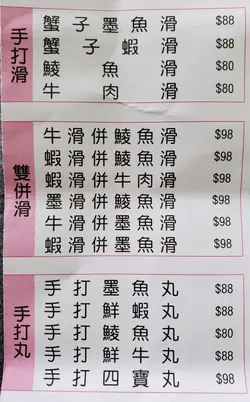 手打滑
蟹子墨魚滑 $88
蟹子蝦滑 $88
鯪魚滑 $80
牛肉滑 $80
雙併滑
牛滑併鯪魚滑 $98
蝦滑併鯪魚滑 $98
蝦滑併牛肉滑 $98
墨滑併鯪魚滑 $98
牛滑併墨魚滑 $98
蝦滑併墨魚滑 $98
手打丸
手打墨魚丸 $88
手打鮮蝦丸 $88
手打鯪魚丸 $80
手打鮮牛丸 $88
手打四寶丸 $98